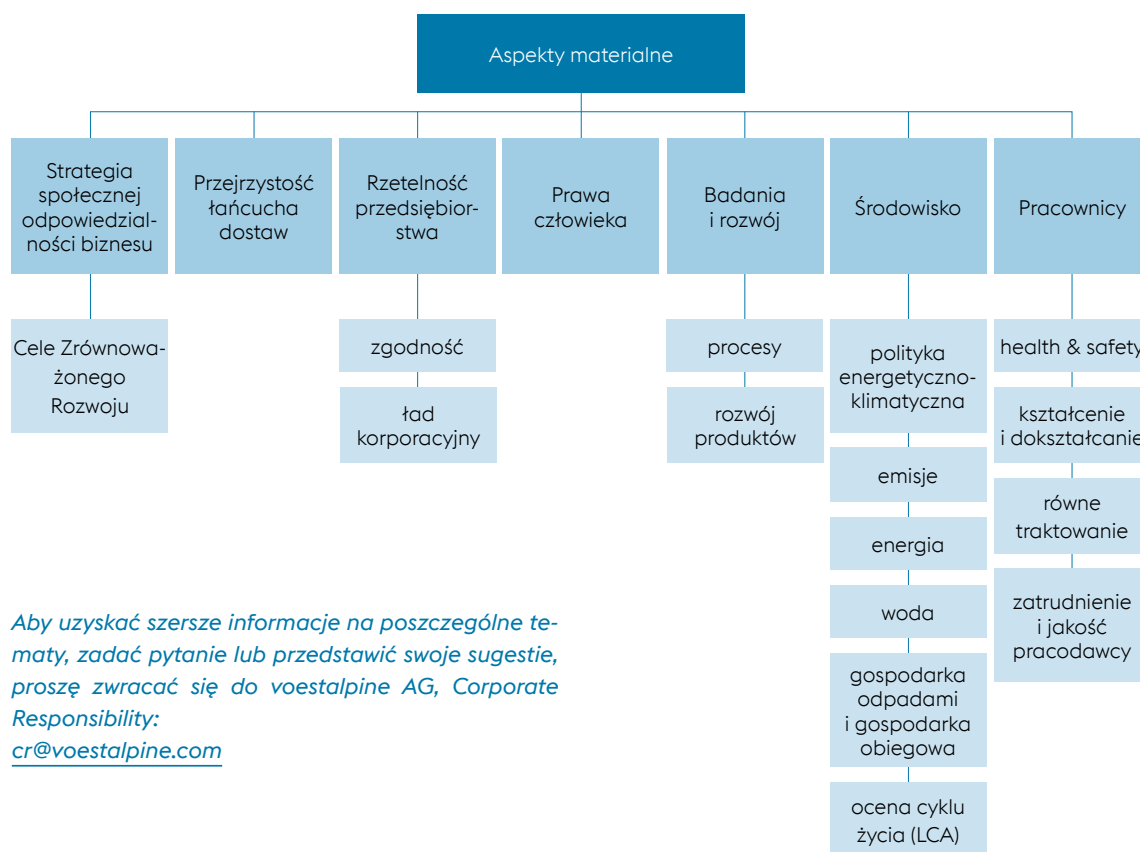 Aspekty materialne
Strategia
społecznej
odpowiedzial-
ności biznesu
Przejrzystość
łańcucha
dostaw
Rzetelność
przedsiębior-
stwa
Prawa
człowieka
Badania
i rozwój
Środowisko
Pracownicy
Cele Zrównowa-
żonego
Rozwoju
zgodność
ład
korporacyjny
procesy
rozwój
produktów
polityka
energetyczno-
klimatyczna
emisje
energia
woda
gospodarka
odpadami
i gospodarka
obiegowa
ocena cyklu
życia (LCA)
health & safety
kształcenie
i dokształcanie
równe
traktowanie
zatrudnienie
i jakość
pracodawcy
Aby uzyskać szersze informacje na poszczególne te-
maty, zadać pytanie lub przedstawić swoje sugestie,
proszę zwracać się do voestalpine AG, Corporate
Responsibility:
cr@voestalpine.com